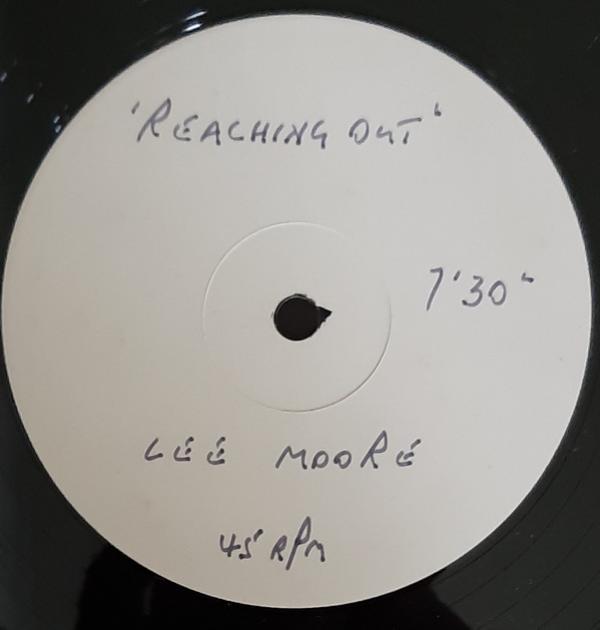 'REACHING OUT'
7'30"
LEE MOORE
45 RPM